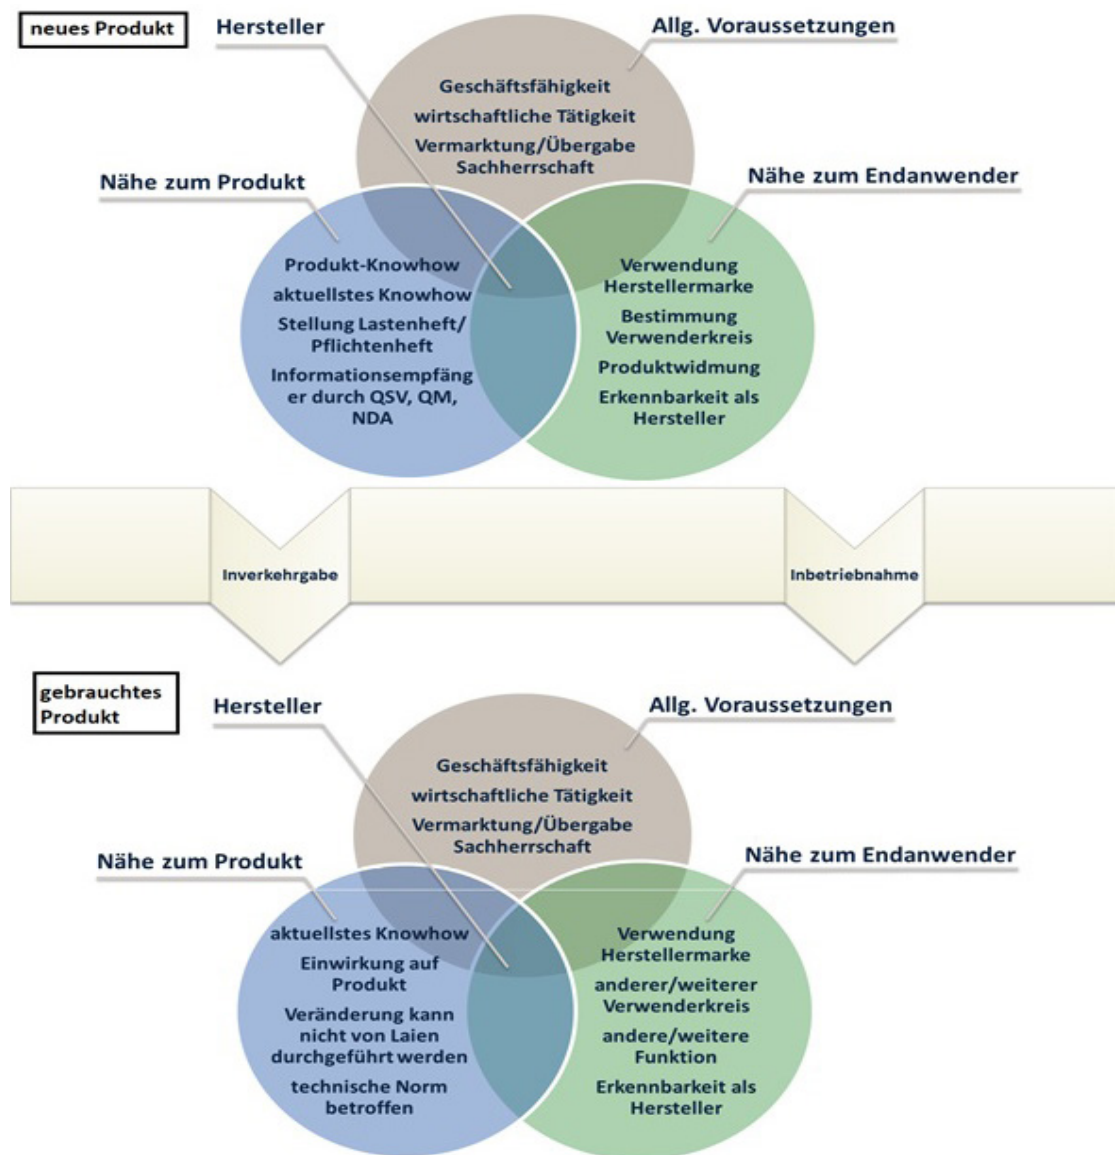 neues Produkt
Hersteller
Allg. Voraussetzungen
Geschäftsfähigkeit
wirtschaftliche Tätigkeit
Vermarktung/Übergabe
Sachherrschaft
Nähe zum Produkt
Nähe zum Endanwender
Produkt-Knowhow
aktuellstes Knowhow
Stellung Lastenheft/
Pflichtenheft
Informationsempfäng
er durch QSV, QM,
NDA
Verwendung
Herstellermarke
Bestimmung
Verwenderkreis
Produktwidmung
Erkennbarkeit als
Hersteller
Inverkehrgabe
Inbetriebnahme
gebrauchtes
Produkt
Hersteller
Allg. Voraussetzungen
Geschäftsfähigkeit
wirtschaftliche Tätigkeit
Vermarktung/Übergabe
Sachherrschaft
Nähe zum Produkt
Nähe zum Endanwender
aktuellstes Knowhow
Einwirkung auf
Produkt
Veränderung kann
nicht von Laien
durchgeführt werden
technische Norm
betroffen
Verwendung
Herstellermarke
anderer/weiterer
Verwenderkreis
andere/weitere
Funktion
Erkennbarkeit als
Hersteller